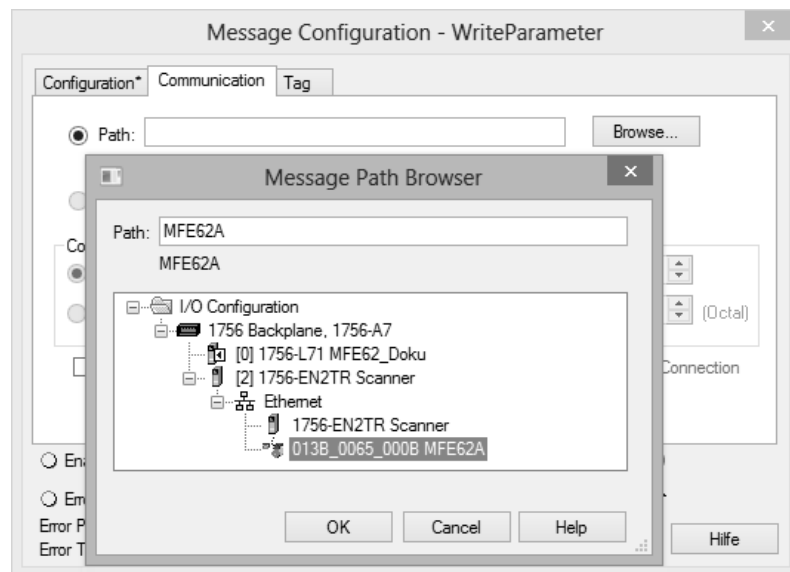 Message Configuration - WriteParameter
Configuration* Communication Tag
Path: Browse...
Message Path Browser
Path: MFE62A
MFE62A
I/O Configuration
1756 Backplane, 1756-A7
[0] 1756-L71 MFE62_Doku
[2] 1756-EN2TR Scanner
Ethernet
1756-EN2TR Scanner
013B_0065_000B MFE62A
OK Cancel Help
Co
(Octal)
Connection
Ena
Erro
Error P
Error T
Hilfe